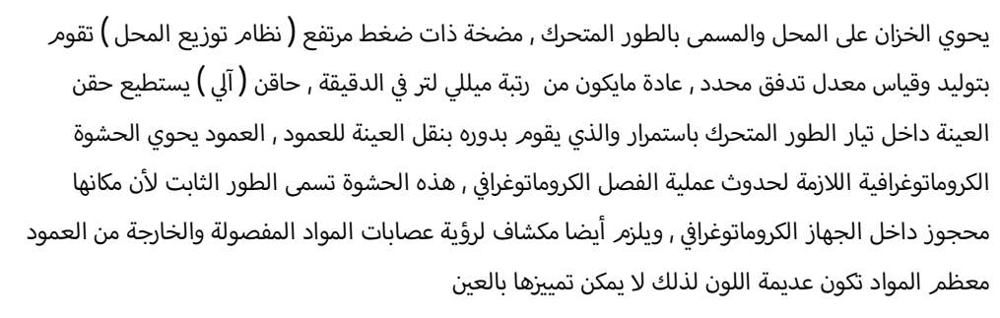 يحوي الخزان على المحل والمسمى بالطور المتحرك , مضخة ذات ضغط مرتفع ( نظام توزيع المحل ) تقوم
بتوليد وقياس معدل تدفق محدد , عادة مايكون من رتبة ميللي لتر في الدقيقة , حاقن ( آلي ) يستطيع حقن
العينة داخل تيار الطور المتحرك باستمرار والذي يقوم بدوره بنقل العينة للعمود , العمود يحوي الحشوة
الكروماتوغرافية اللازمة لحدوث عملية الفصل الكروماتوغرافي , هذه الحشوة تسمى الطور الثابت لأن مكانها
محجوز داخل الجهاز الكروماتوغرافي , ويلزم أيضا مكشاف لرؤية عصابات المواد المفصولة والخارجة من العمود
معظم المواد تكون عديمة اللون لذلك لا يمكن تمييزها بالعين